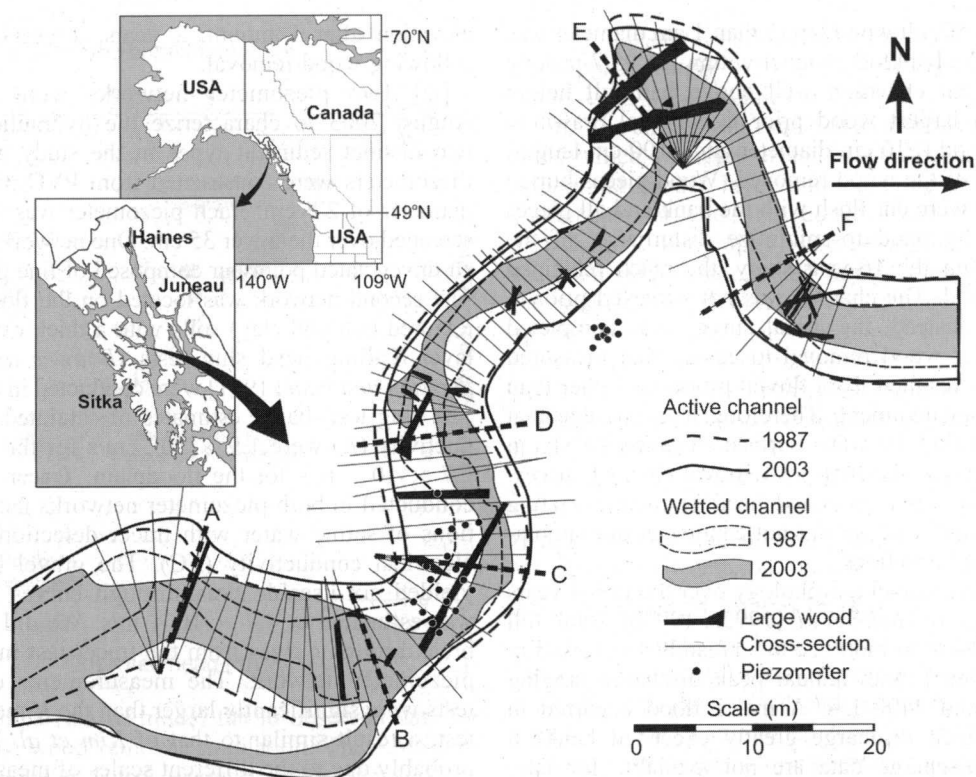 70°N
USA
Canada
49°N
Haines
USA
Juneau
140°W
109°W
Sitka
E
N
Flow direction
D
C
A
B
Active channel
1987
2003
Wetted channel
1987
2003
Large wood
Cross-section
Piezometer
Scale (m)
0 10 20